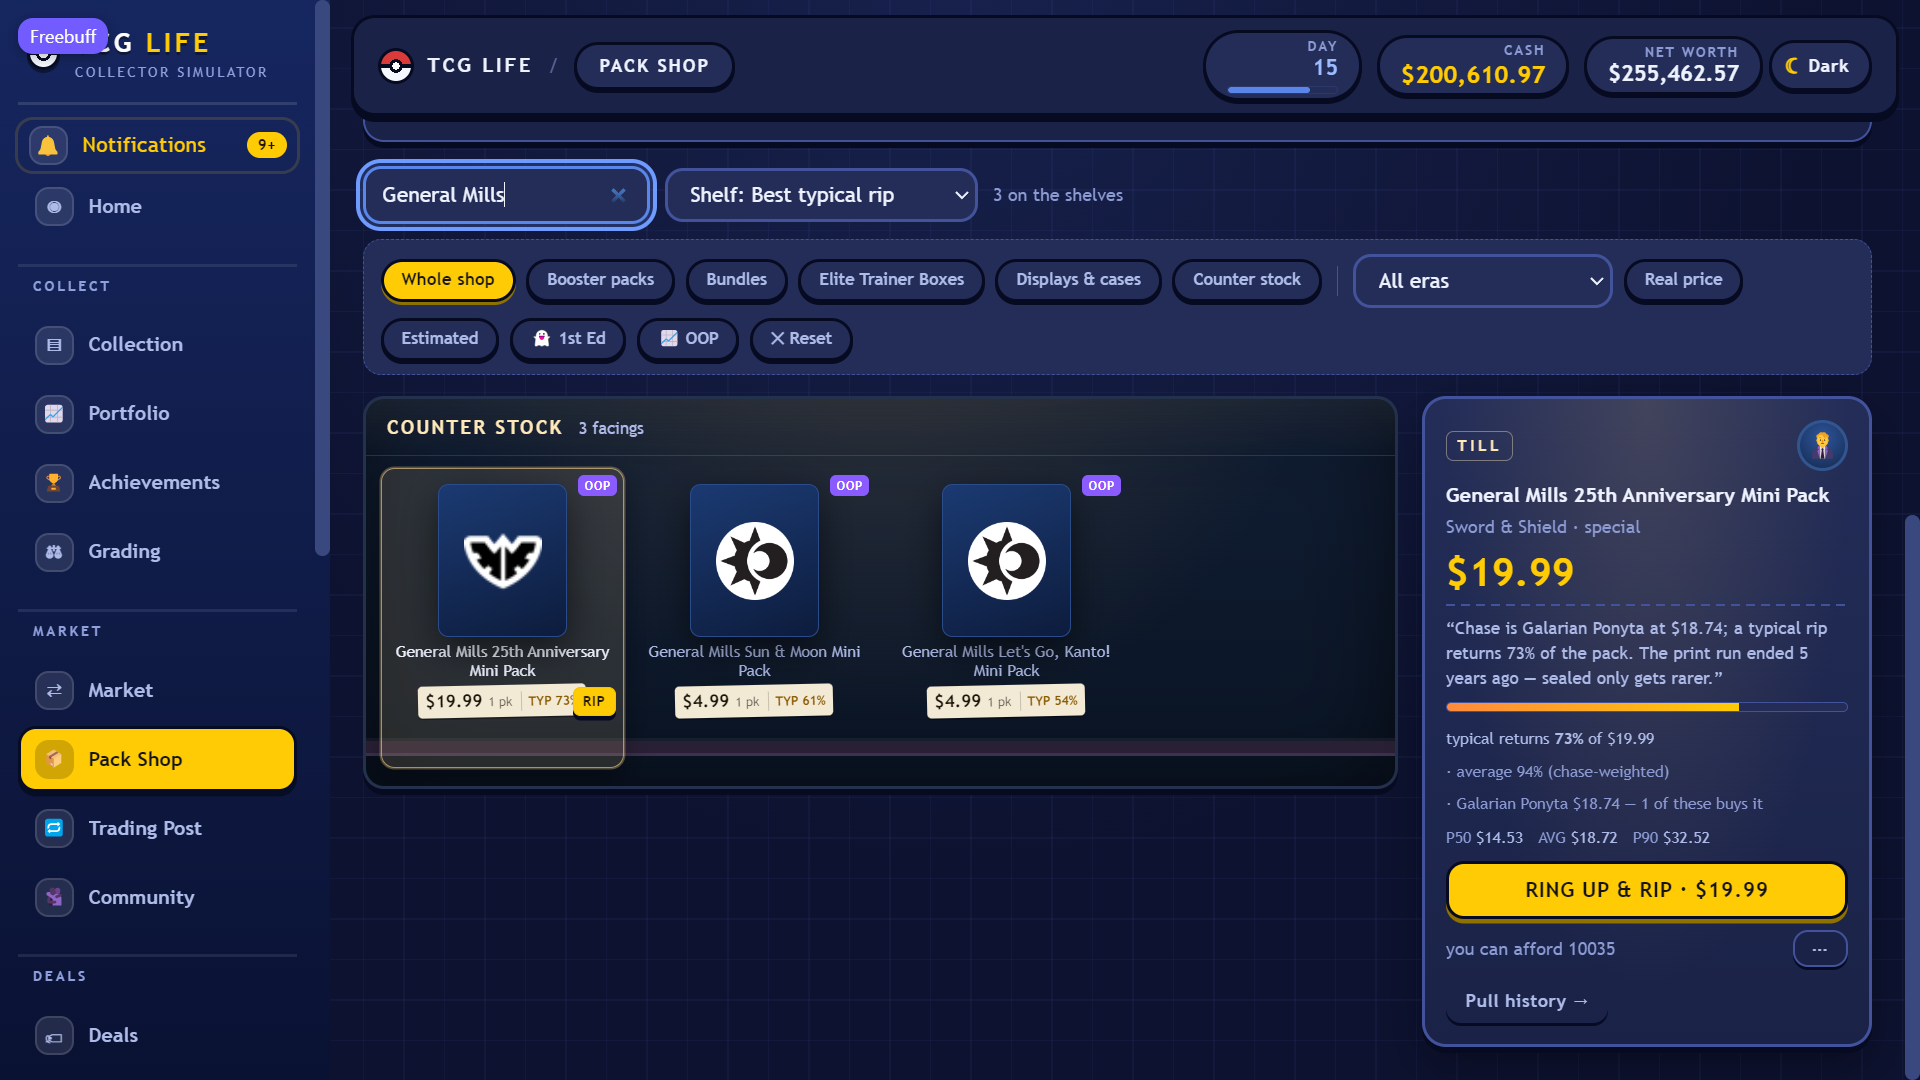 Freebuff
TCG LIFE
COLLECTOR SIMULATOR
Notifications
9+
Home
COLLECT
Collection
Portfolio
Achievements
Grading
MARKET
Market
Pack Shop
Trading Post
Community
DEALS
Deals
TCG LIFE / PACK SHOP
DAY
15
CASH
$200,610.97
NET WORTH
$255,462.57
Dark
General Mills
Shelf: Best typical rip
3 on the shelves
Whole shop
Booster packs
Bundles
Elite Trainer Boxes
Displays & cases
Counter stock
All eras
Real price
Estimated
1st Ed
OOP
Reset
COUNTER STOCK 3 facings
OOP
General Mills 25th Anniversary
Mini Pack
$19.99 1 pk TYP 73%
RIP
OOP
General Mills Sun & Moon Mini
Pack
$4.99 1 pk TYP 61%
OOP
General Mills Let's Go, Kanto!
Mini Pack
$4.99 1 pk TYP 54%
TILL
General Mills 25th Anniversary Mini Pack
Sword & Shield · special
$19.99
“Chase is Galarian Ponyta at $18.74; a typical rip
returns 73% of the pack. The print run ended 5
years ago — sealed only gets rarer.”
typical returns 73% of $19.99
· average 94% (chase-weighted)
· Galarian Ponyta $18.74 — 1 of these buys it
P50 $14.53 AVG $18.72 P90 $32.52
RING UP & RIP · $19.99
you can afford 10035
---
Pull history →